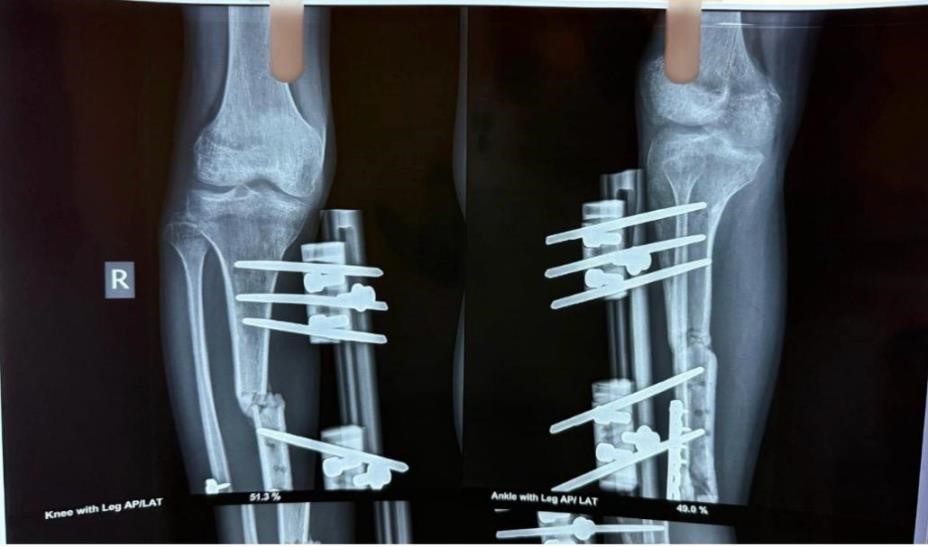 R
Knee with Leg AP/LAT
51.3 %
Ankle with Leg AP/ LAT
49.0 %